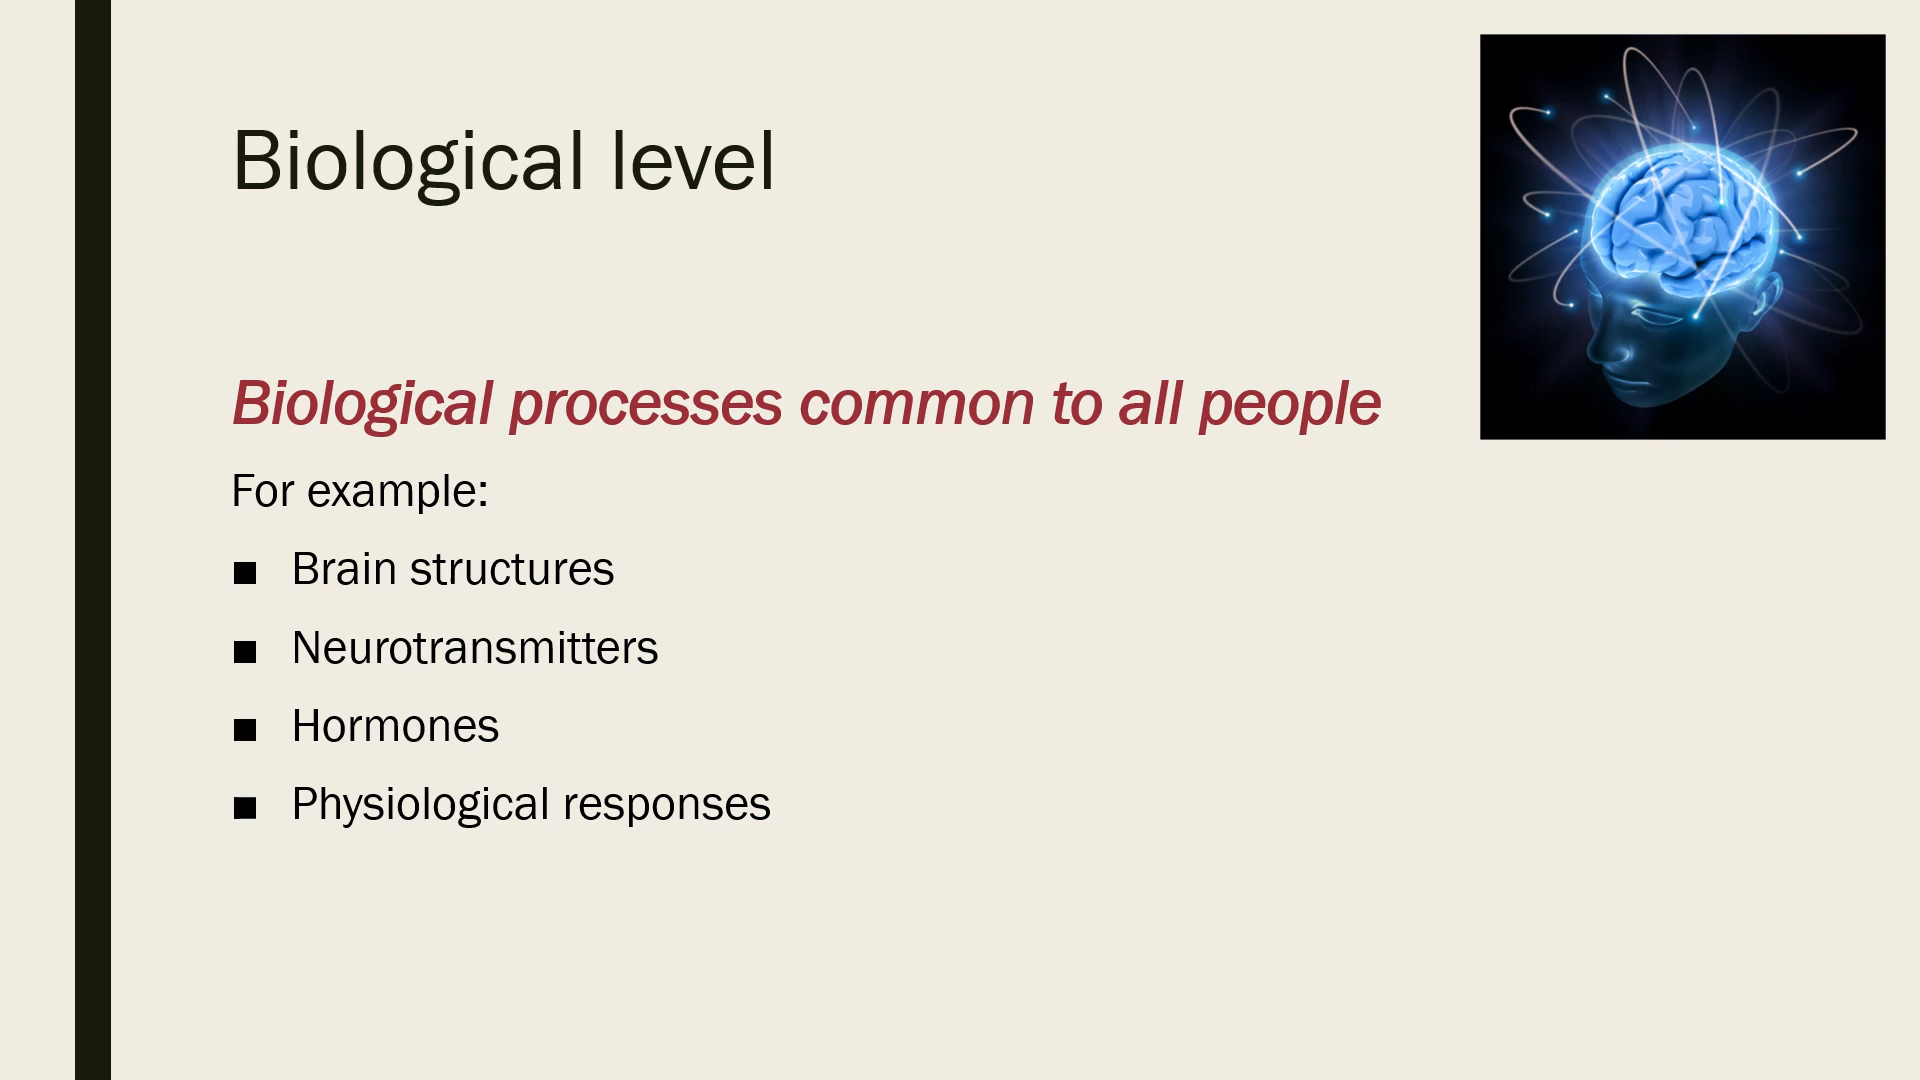 Biological level
Biological processes common to all people
For example:
■ Brain structures
■ Neurotransmitters
■ Hormones
■ Physiological responses